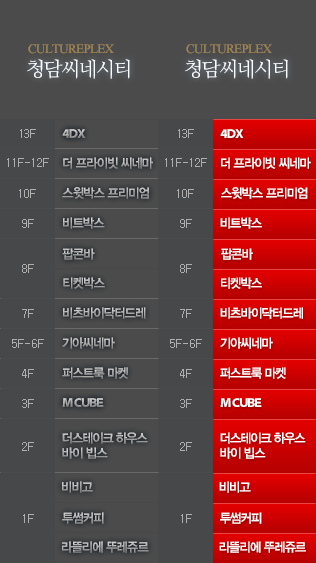 CULTUREPLEX
청담씨네시티
13F 4DX
11F-12F 더 프라이빗 씨네마
10F 스윗박스 프리미엄
9F 비트박스
8F 팝콘바
티켓박스
7F 비츠바이닥터드레
5F-6F 기아씨네마
4F 퍼스트룩 마켓
3F M CUBE
2F 더스테이크 하우스
바이 빕스
1F 비비고
투썸커피
라뜰리에 뚜레쥬르
CULTUREPLEX
청담씨네시티
13F 4DX
11F-12F 더 프라이빗 씨네마
10F 스윗박스 프리미엄
9F 비트박스
8F 팝콘바
티켓박스
7F 비츠바이닥터드레
5F-6F 기아씨네마
4F 퍼스트룩 마켓
3F M CUBE
2F 더스테이크 하우스
바이 빕스
1F 비비고
투썸커피
라뜰리에 뚜레쥬르